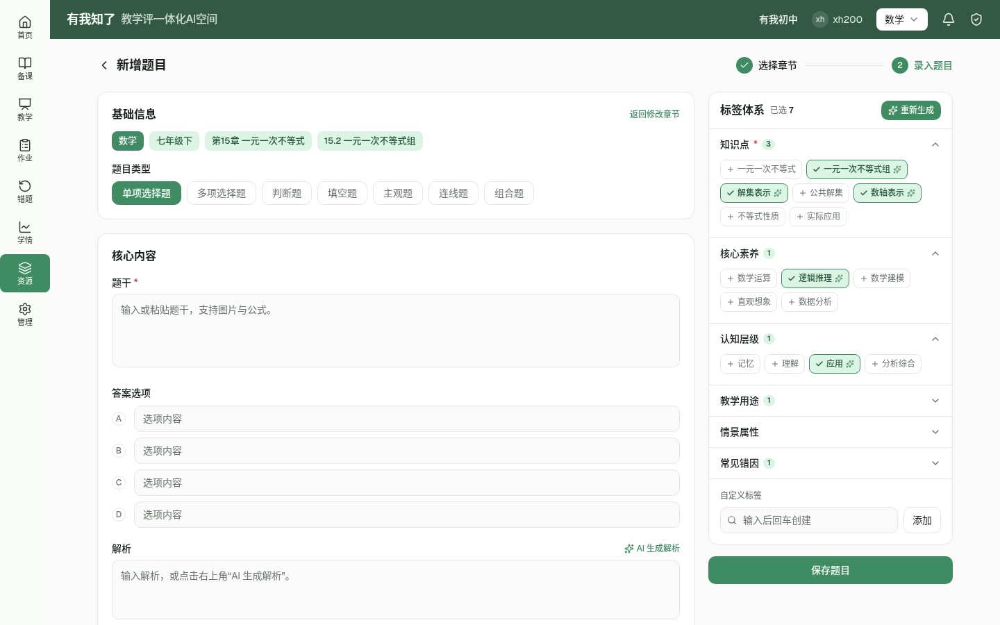 有我知了 教学评一体化AI空间
有我初中 xh xh200 数学
首页
备课
教学
作业
错题
学情
资源
管理
新增题目
选择章节 2 录入题目
基础信息 返回修改章节
数学 七年级下 第15章 一元一次不等式 15.2 一元一次不等式组
题目类型
单项选择题 多项选择题 判断题 填空题 主观题 连线题 组合题
核心内容
题干 *
输入或粘贴题干，支持图片与公式。
答案选项
A 选项内容
B 选项内容
C 选项内容
D 选项内容
解析 AI 生成解析
输入解析，或点击右上角“AI 生成解析”。
标签体系 已选 7 重新生成
知识点 * 3
一元一次不等式 一元一次不等式组
解集表示 公共解集 数轴表示
不等式性质 实际应用
核心素养 1
数学运算 逻辑推理 数学建模
直观想象 数据分析
认知层级 1
记忆 理解 应用 分析综合
教学用途 1
情景属性
常见错因 1
自定义标签
输入后回车创建 添加
保存题目